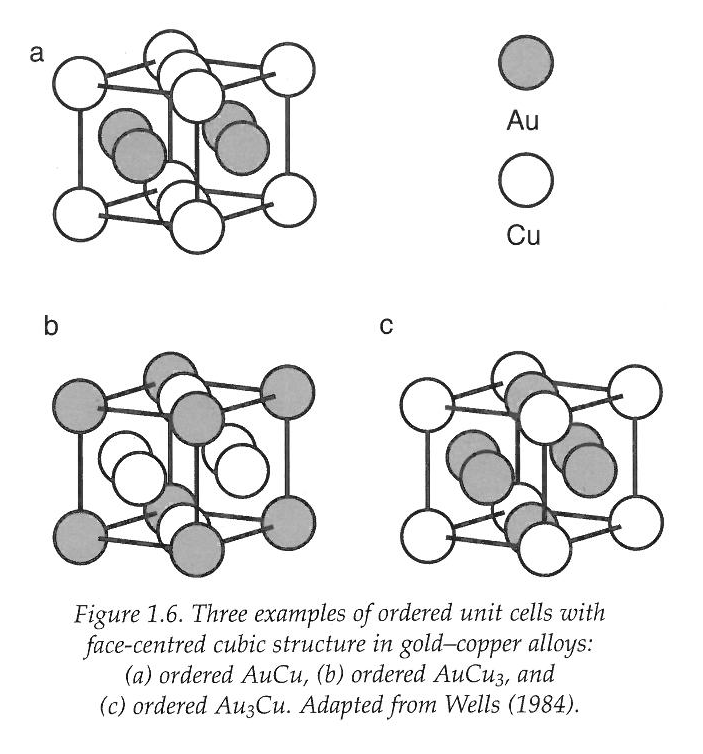 a
Au
Cu
b
c
Figure 1.6. Three examples of ordered unit cells with
face-centred cubic structure in gold–copper alloys:
(a) ordered AuCu, (b) ordered AuCu₃, and
(c) ordered Au₃Cu. Adapted from Wells (1984).